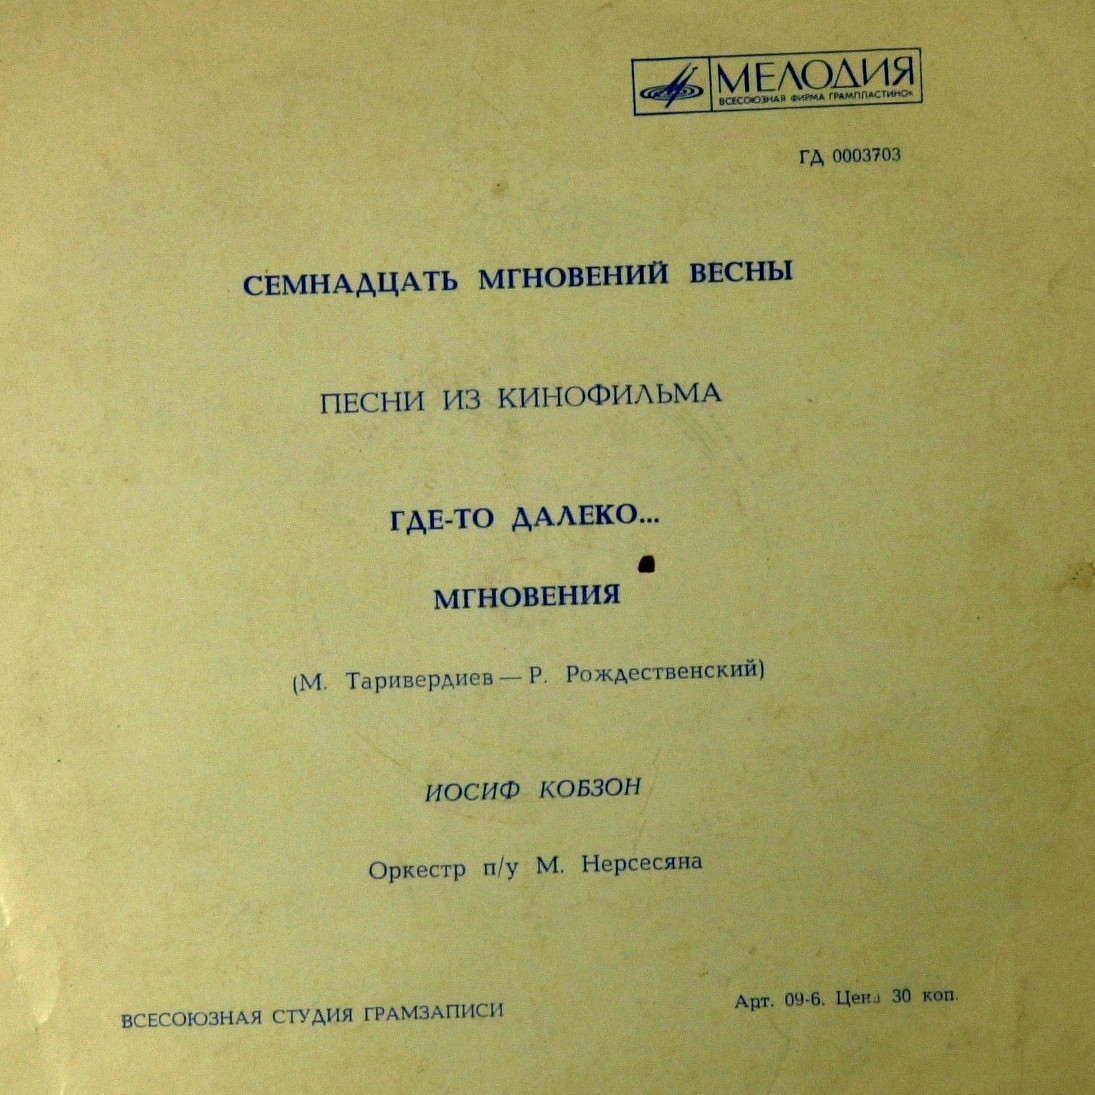 МЕЛОДИЯ
ВСЕСОЮЗНАЯ ФИРМА ГРАМПЛАСТИНОК
ГД 0003703
СЕМНАДЦАТЬ МГНОВЕНИЙ ВЕСНЫ
ПЕСНИ ИЗ КИНОФИЛЬМА
ГДЕ-ТО ДАЛЕКО...
МГНОВЕНИЯ
(М. Таривердиев — Р. Рождественский)
ИОСИФ КОБЗОН
Оркестр п/у М. Нерсесяна
ВСЕСОЮЗНАЯ СТУДИЯ ГРАМЗАПИСИ
Арт. 09-6. Цена 30 коп.